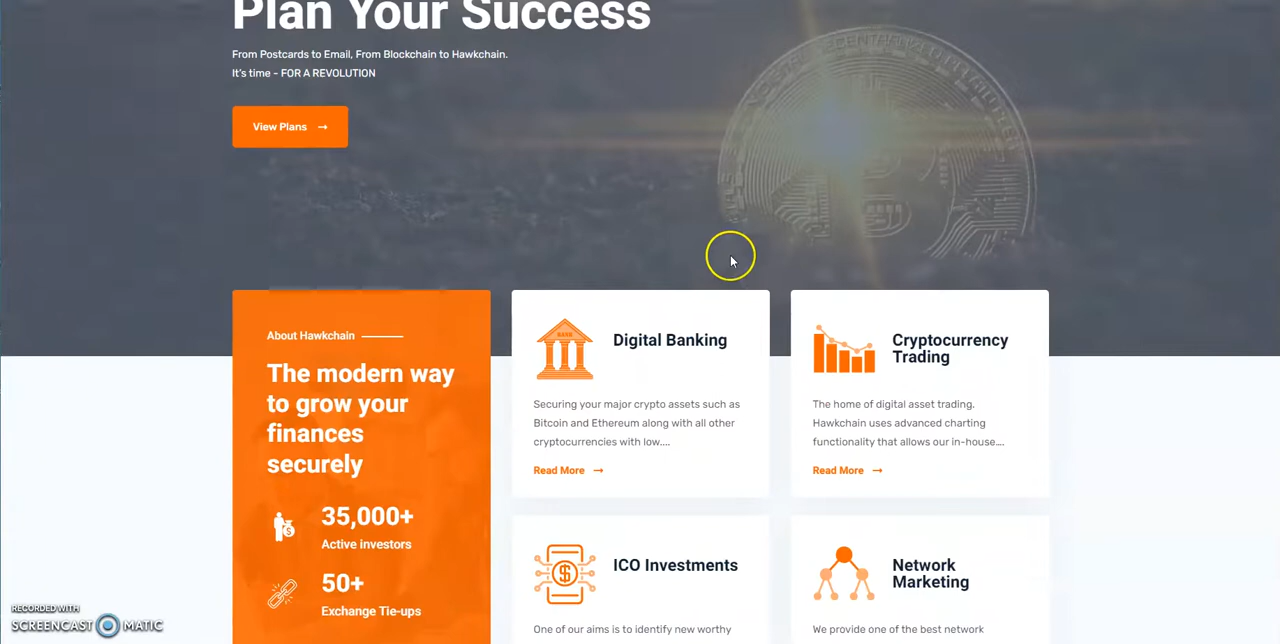 Plan Your Success
From Postcards to Email, From Blockchain to Hawkchain.
It's time - FOR A REVOLUTION
View Plans
About Hawkchain
The modern way
to grow your
finances
securely
35,000+
Active investors
50+
Exchange Tie-ups
BANK
Digital Banking
Securing your major crypto assets such as
Bitcoin and Ethereum along with all other
cryptocurrencies with low....
Read More
Cryptocurrency
Trading
The home of digital asset trading.
Hawkchain uses advanced charting
functionality that allows our in-house....
Read More
ICO Investments
One of our aims is to identify new worthy
Network
Marketing
We provide one of the best network
RECORDED WITH
SCREENCAST MATIC